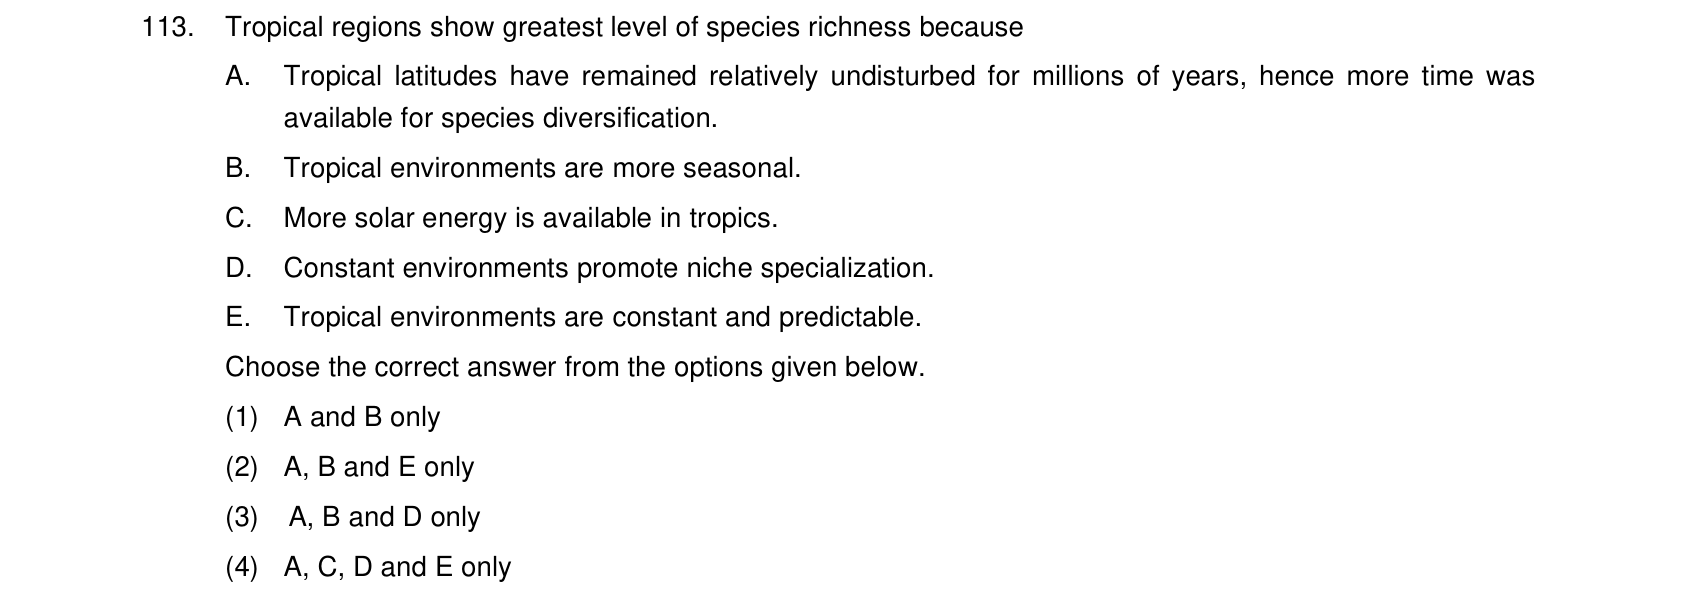 113. Tropical regions show greatest level of species richness because
A. Tropical latitudes have remained relatively undisturbed for millions of years, hence more time was
available for species diversification.
B. Tropical environments are more seasonal.
C. More solar energy is available in tropics.
D. Constant environments promote niche specialization.
E. Tropical environments are constant and predictable.
Choose the correct answer from the options given below.
(1) A and B only
(2) A, B and E only
(3) A, B and D only
(4) A, C, D and E only